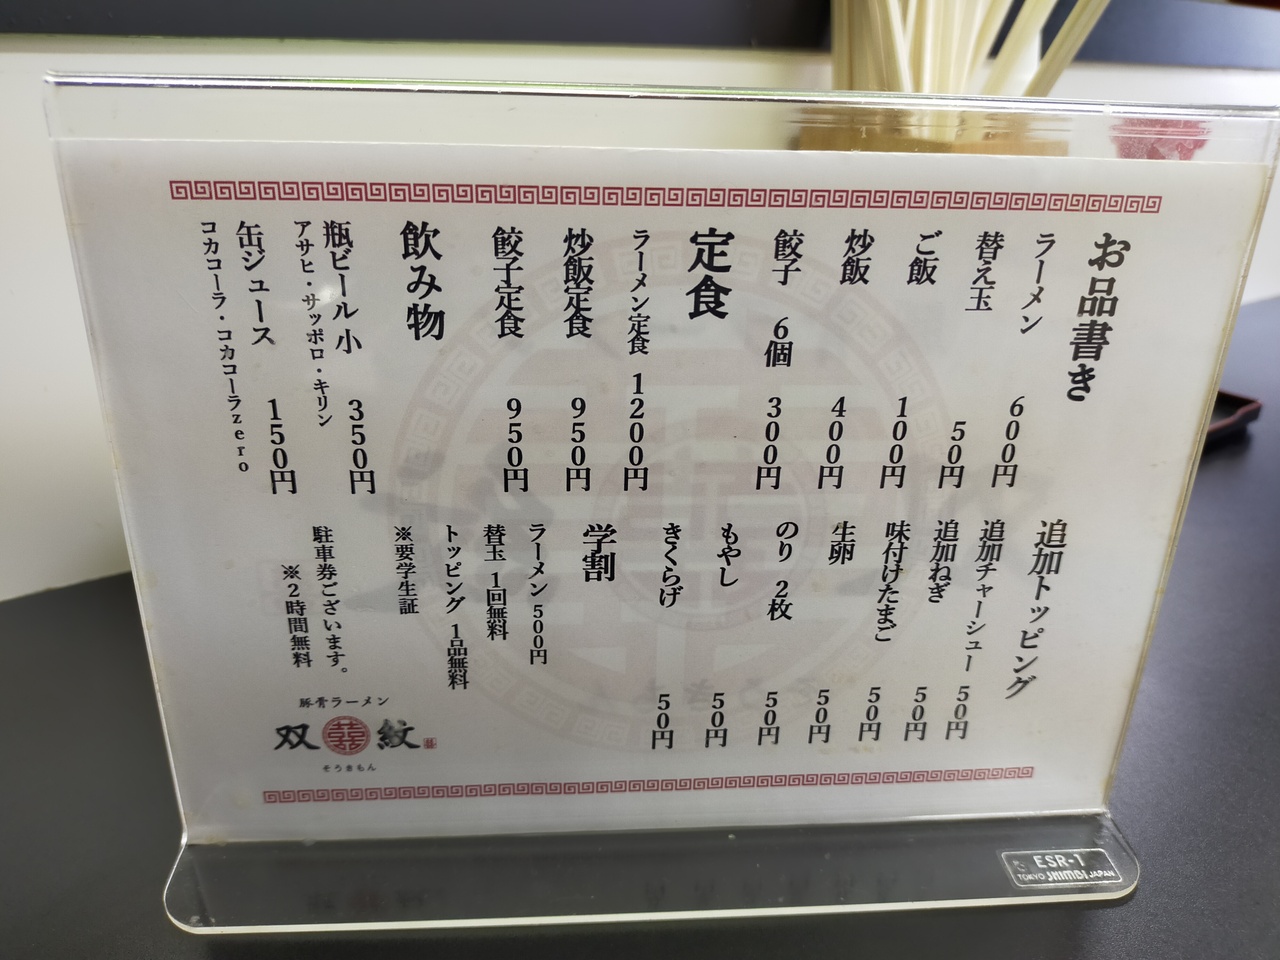 お品書き
ラーメン 600円
替え玉 50円
ご飯 100円
炒飯 400円
餃子 6個 300円
定食
ラーメン定食 1200円
炒飯定食 950円
餃子定食 950円
飲み物
瓶ビール 小 350円
アサヒ・サッポロ・キリン
缶ジュース 150円
コカコーラ・コカコーラzero
追加トッピング
追加チャーシュー 50円
追加ねぎ 50円
味付けたまご 50円
生卵 50円
のり 2枚 50円
もやし 50円
きくらげ 50円
学割
ラーメン 500円
替玉 1回無料
トッピング 1品無料
※要学生証
駐車券ございます。
※2時間無料
豚骨ラーメン
双 紋
そうまもん
ESR-1
TOKYO SHIMBI JAPAN